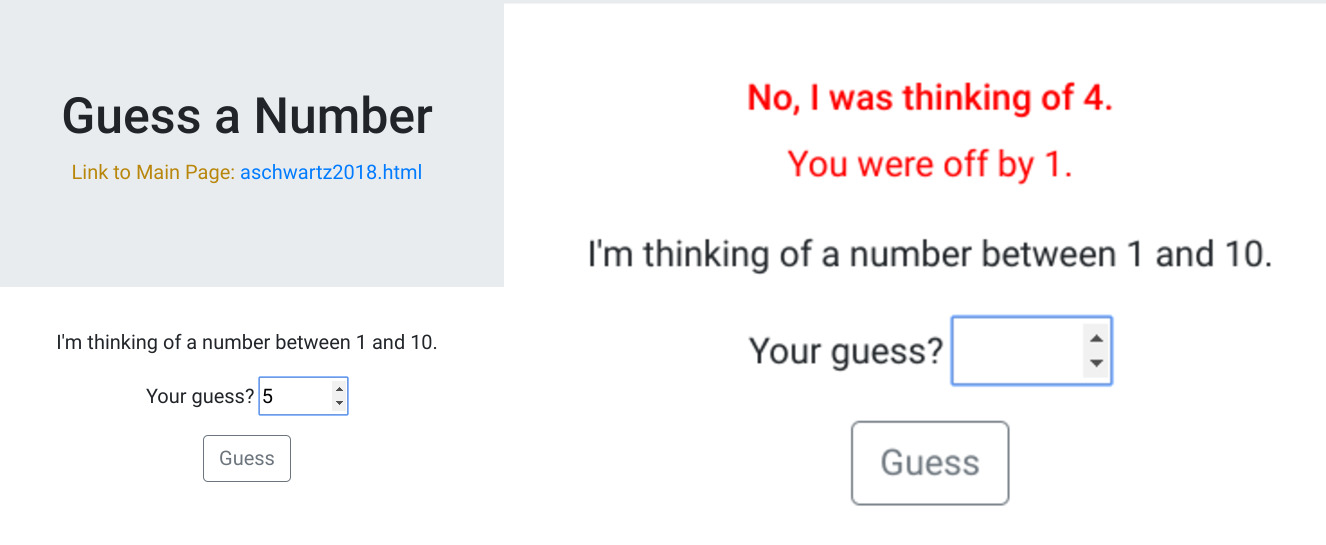 Guess a Number
Link to Main Page: aschwartz2018.html
I'm thinking of a number between 1 and 10.
Your guess? 5
Guess
No, I was thinking of 4.
You were off by 1.
I'm thinking of a number between 1 and 10.
Your guess?
Guess